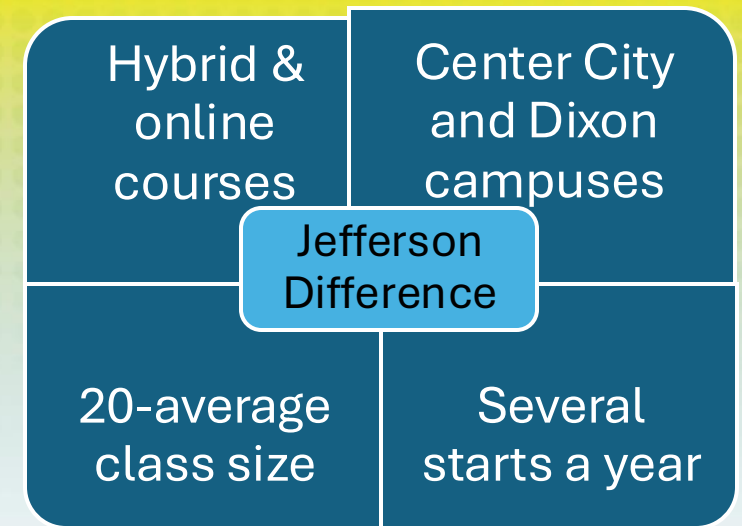 Hybrid &
online
courses
Center City
and Dixon
campuses
Jefferson
Difference
20-average
class size
Several
starts a year